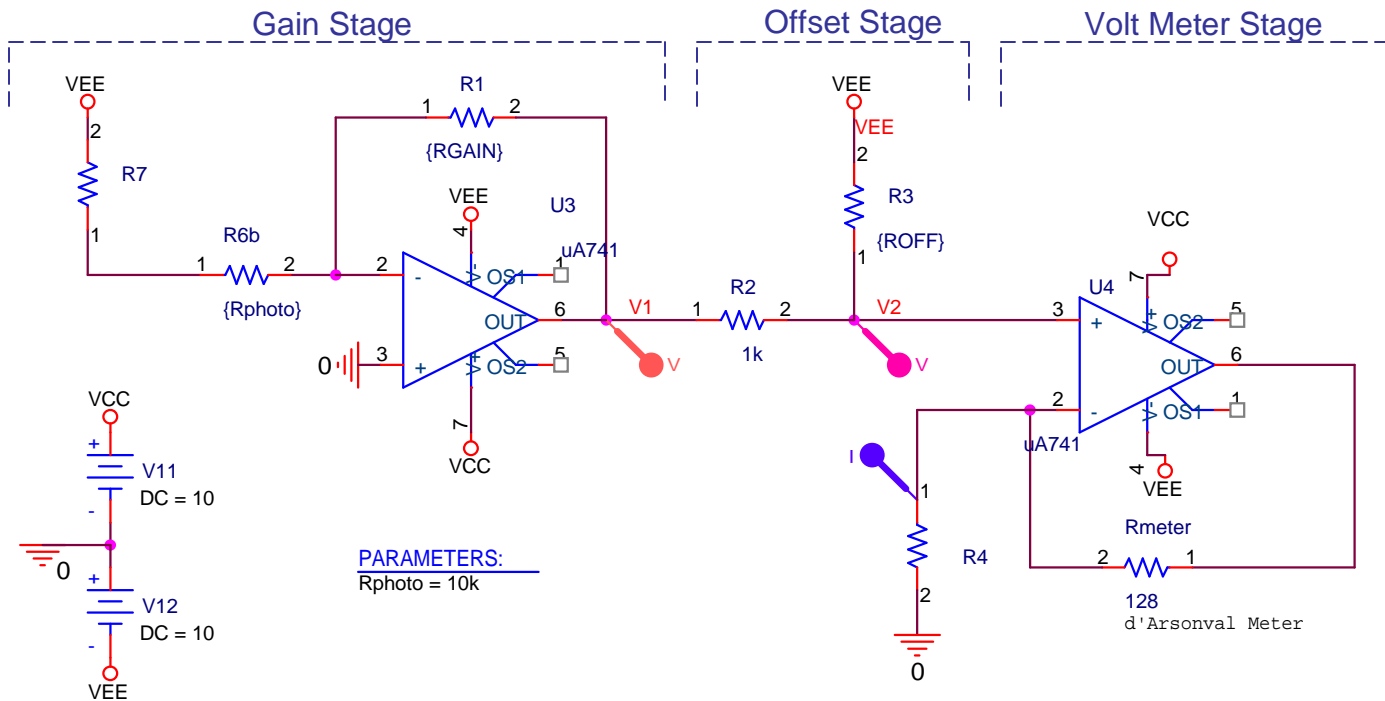 Gain Stage
Offset Stage
Volt Meter Stage
VEE
2
R7
1
R6b
1 2
{Rphoto}
R1
1 2
{RGAIN}
VEE
4
U3
uA741
2
-
V-
OS1
1
OUT
6
0
3
+
V+
OS2
5
7
VCC
V1
V
R2
1 2
1k
VEE
VEE
2
R3
{ROFF}
1
V2
V
VCC
7
U4
3
+
V+
OS2
5
OUT
6
2
-
V-
OS1
1
uA741
4
VEE
I
1
R4
2
0
Rmeter
2 1
128
d'Arsonval Meter
VCC
+
V11
DC = 10
-
0
+
V12
DC = 10
-
VEE
PARAMETERS:
Rphoto = 10k